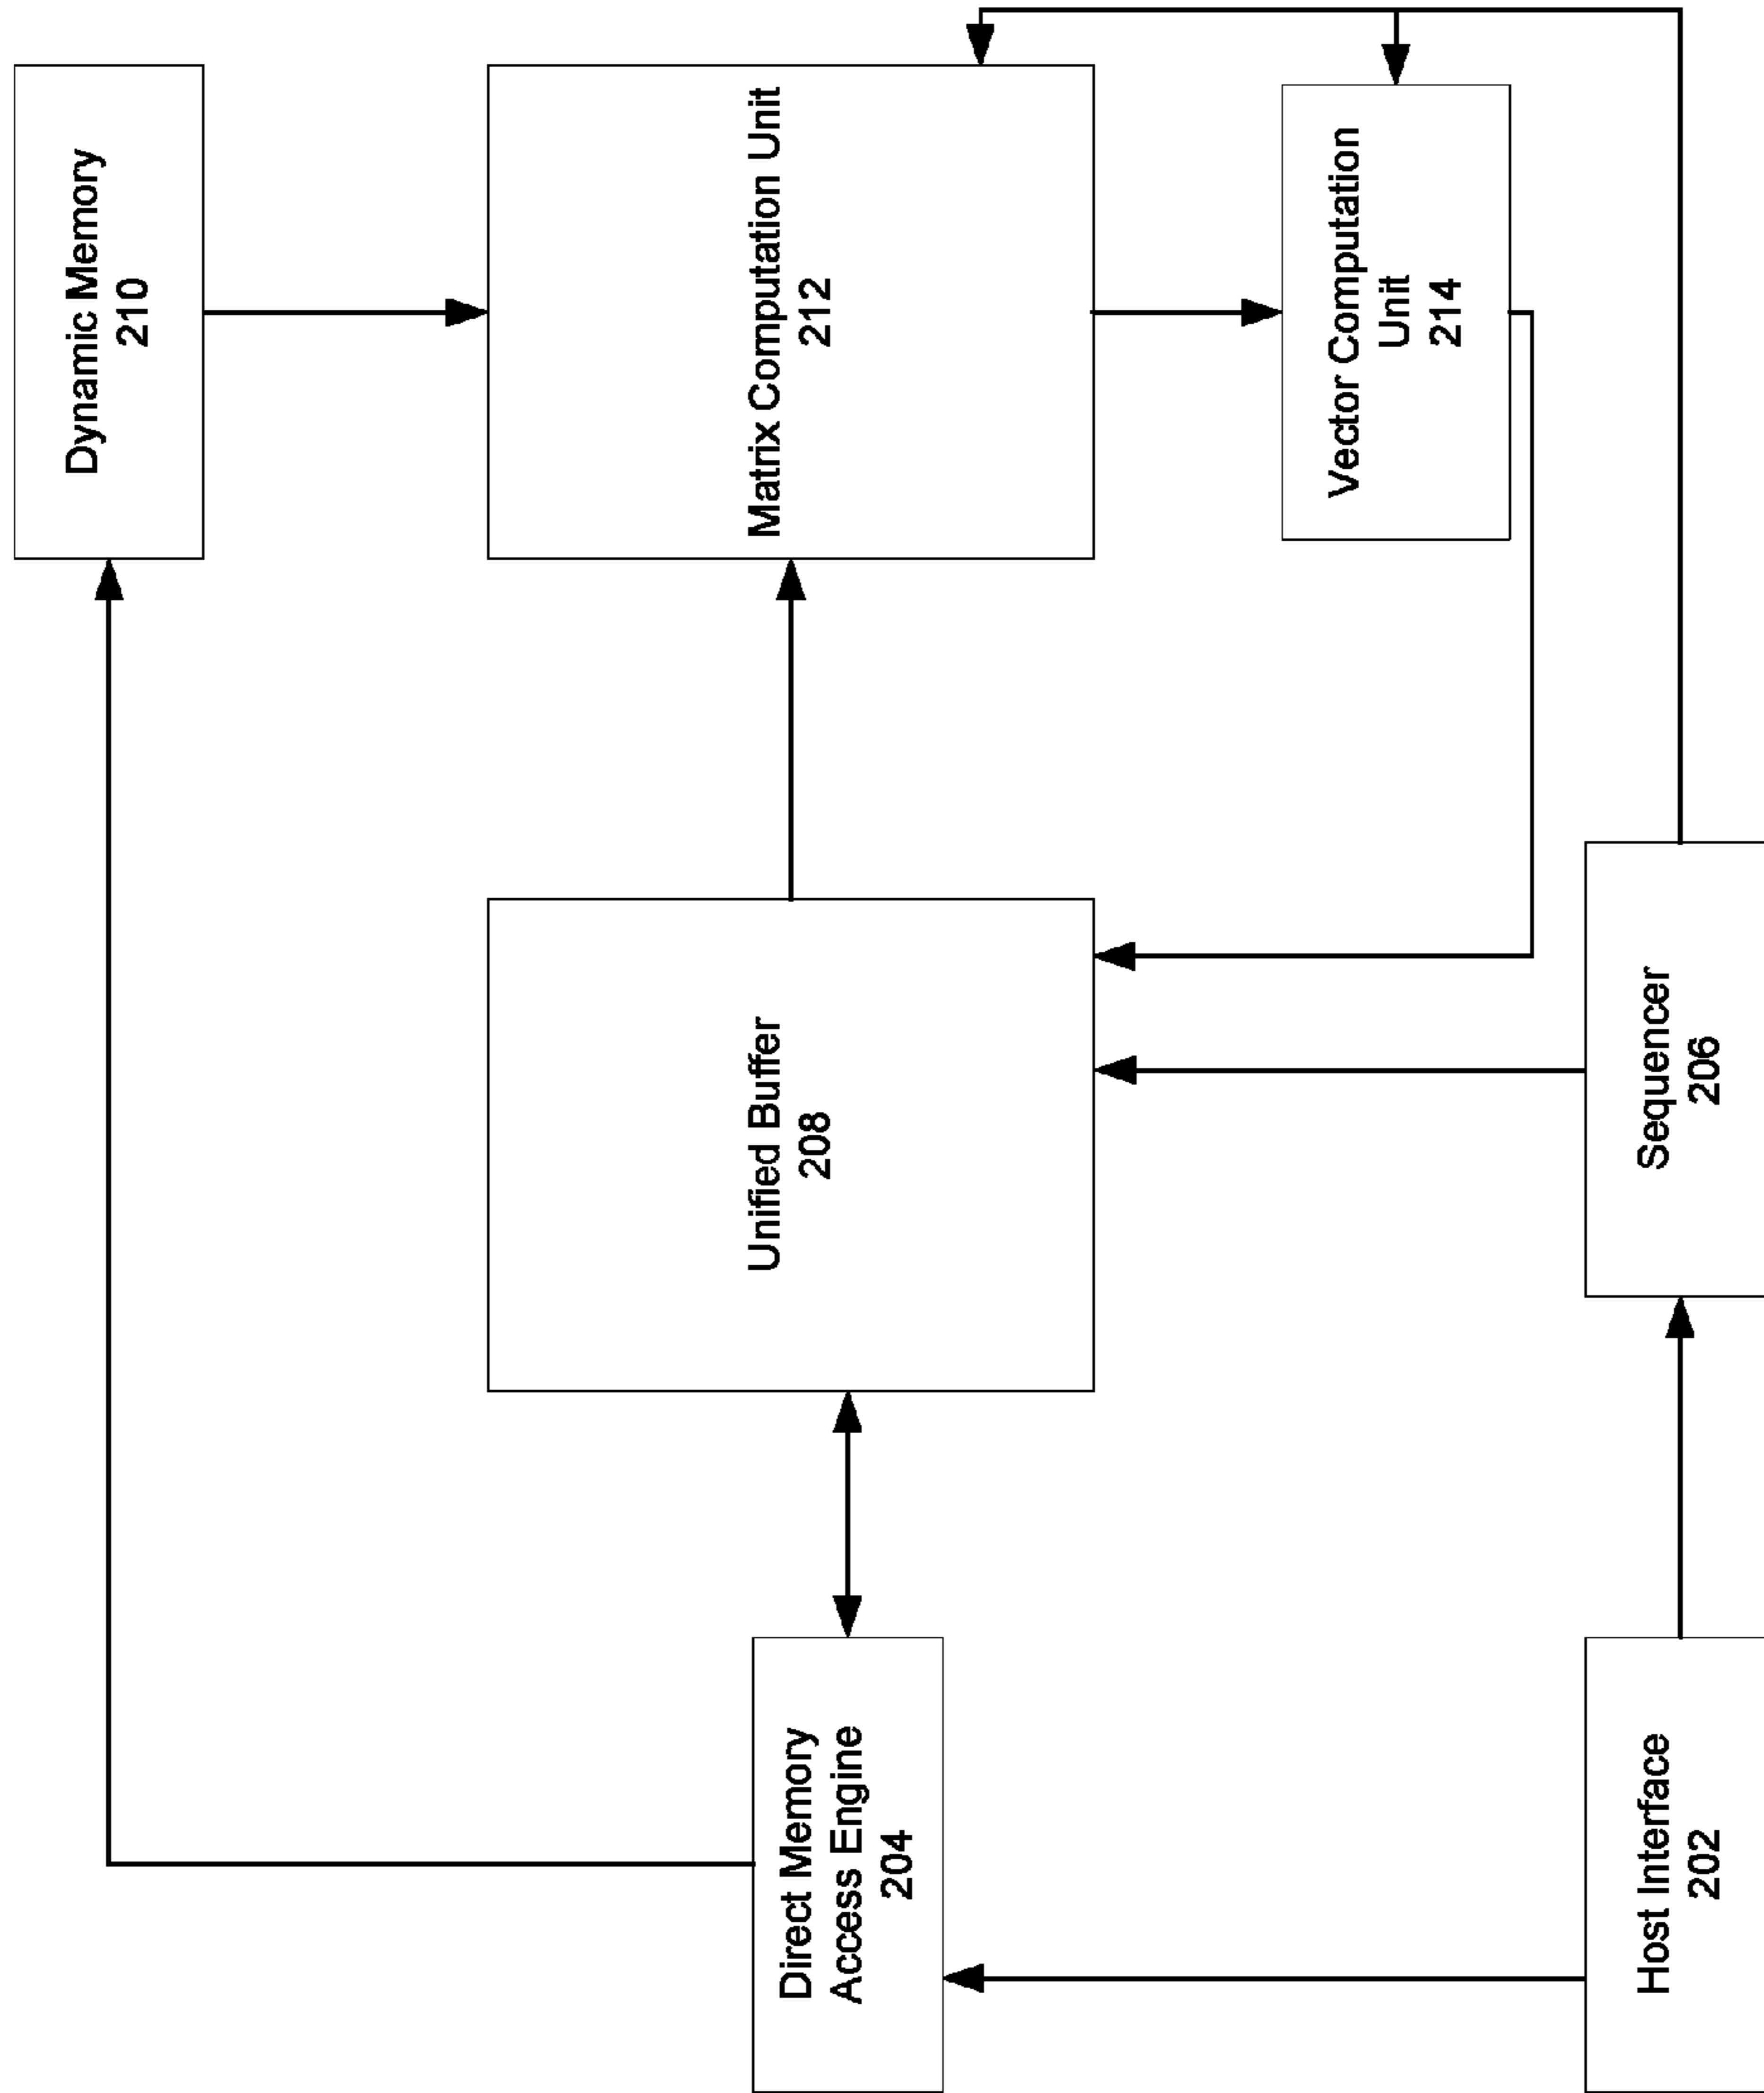 Dynamic Memory
210
Direct Memory
Access Engine
204
Unified Buffer
208
Matrix Computation Unit
212
Vector Computation
Unit
214
Host Interface
202
Sequencer
206